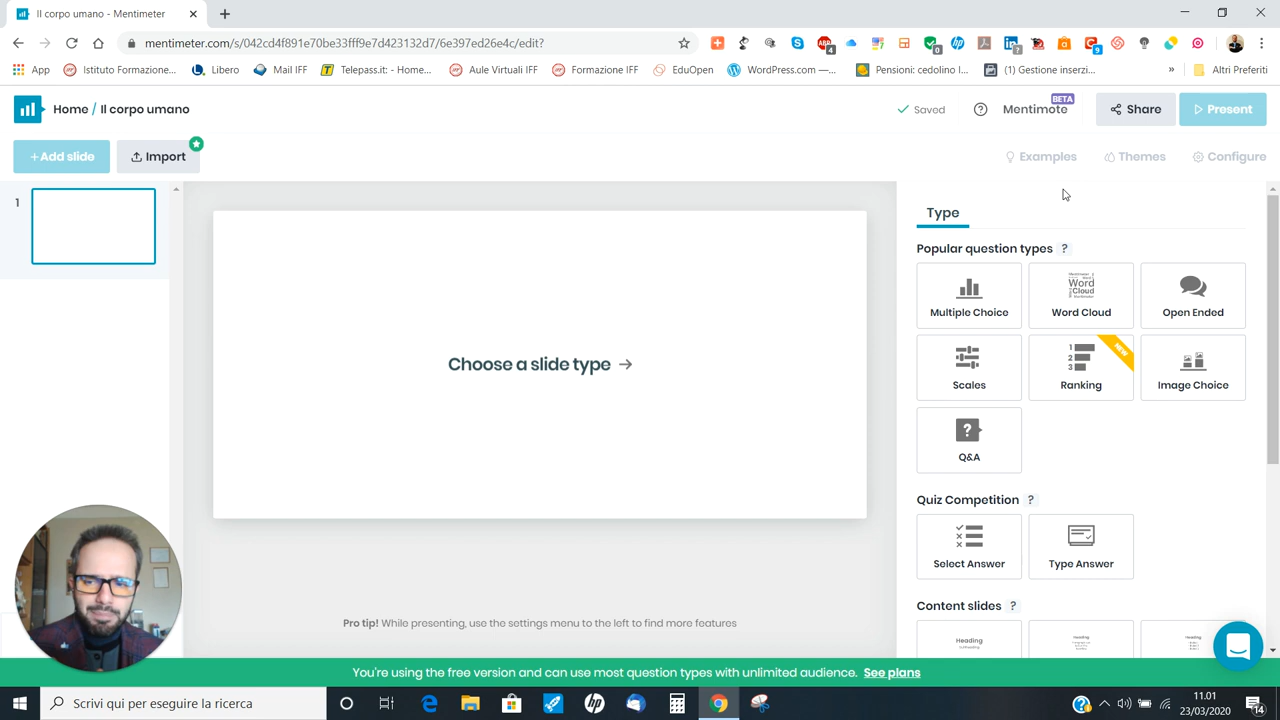 Il corpo umano - Mentimeter
mentimeter.com/s/042cd4f891e70be33fff9s7d423132d7/6e397ed26e4c/edit?
App
Istituto Formazione...
Libero
Mail IFF
Telepass.it: - Home...
Aule Virtuali IFF
Formazione IFF
EduOpen
WordPress.com —...
Pensioni: cedolino I...
(1) Gestione inserzi...
»
Altri Preferiti
Home / Il corpo umano
Saved
Mentimote
BETA
Share
Present
+Add slide
Import
Examples
Themes
Configure
1
Type
Popular question types ?
Multiple Choice
Word Cloud
Open Ended
Scales
Ranking
NEW
Image Choice
Q&A
Choose a slide type →
Quiz Competition ?
Select Answer
Type Answer
Content slides ?
Heading
Pro tip! While presenting, use the settings menu to the left to find more features
You're using the free version and can use most question types with unlimited audience. See plans
Scrivi qui per eseguire la ricerca
11.01
23/03/2020
14